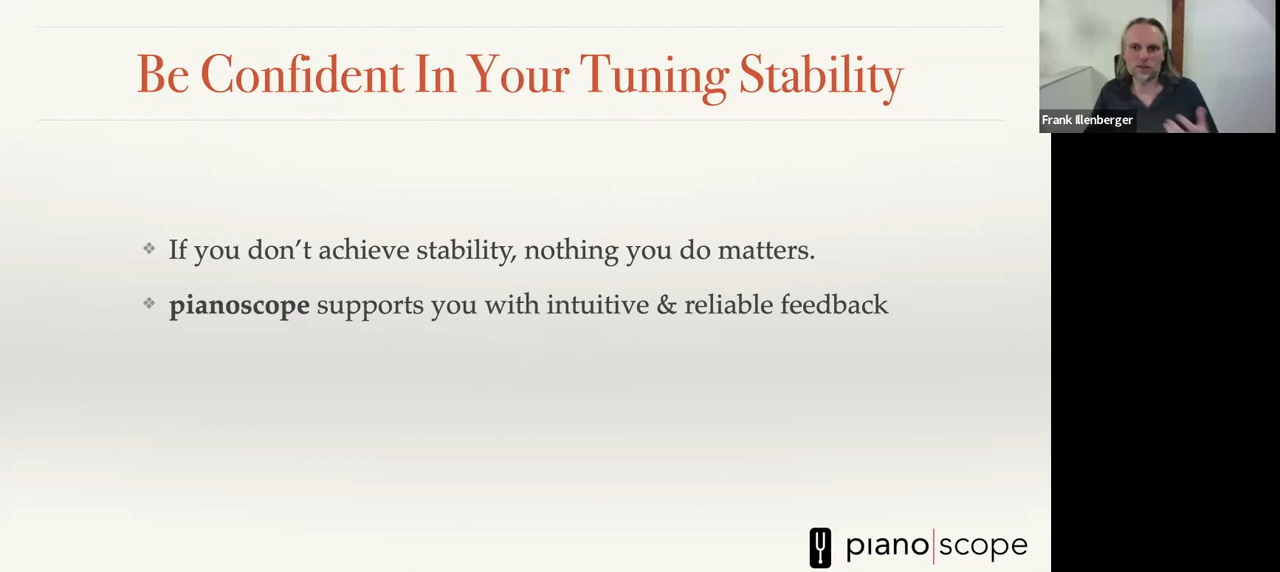 Be Confident In Your Tuning Stability
Frank Illenberger
❖ If you don’t achieve stability, nothing you do matters.
❖ pianoscope supports you with intuitive & reliable feedback
piano|scope